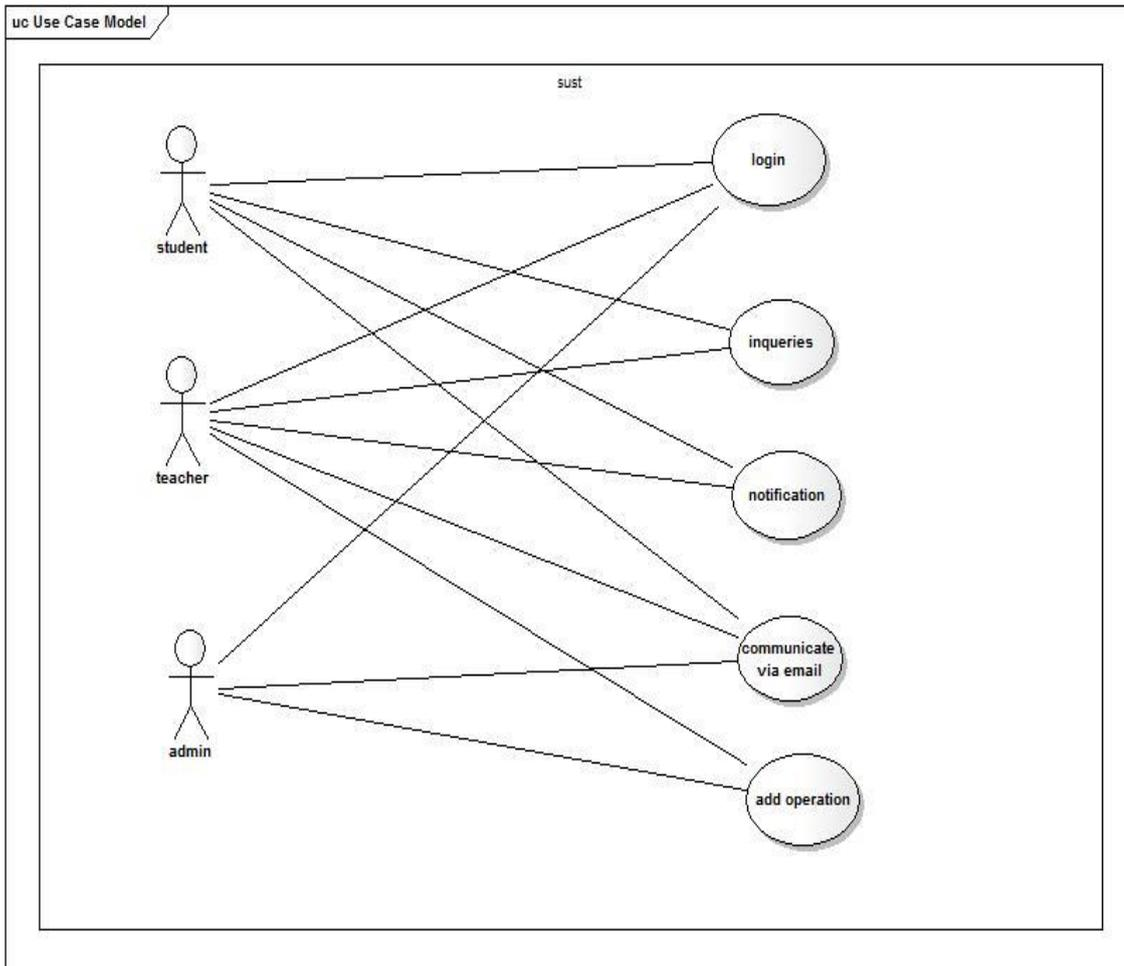 uc Use Case Model
sust
student
login
inqueries
teacher
notification
communicate
via email
admin
add operation